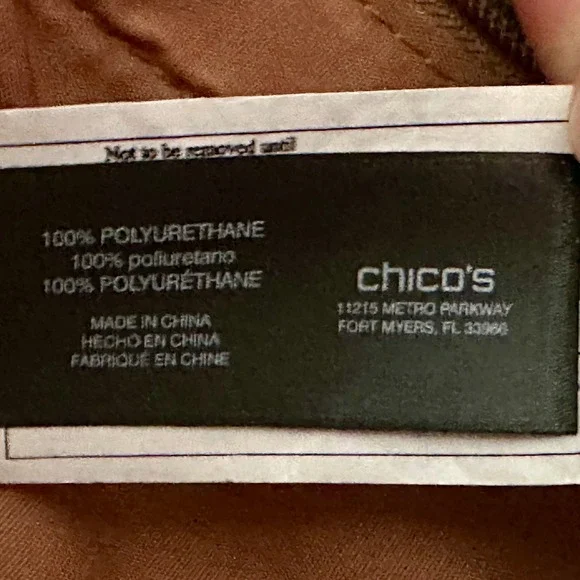 Not to be removed until
100% POLYURETHANE
100% poliuretano
100% POLYURÉTHANE
MADE IN CHINA
HECHO EN CHINA
FABRIQUÉ EN CHINE
chico's
11215 METRO PARKWAY
FORT MYERS, FL 33966